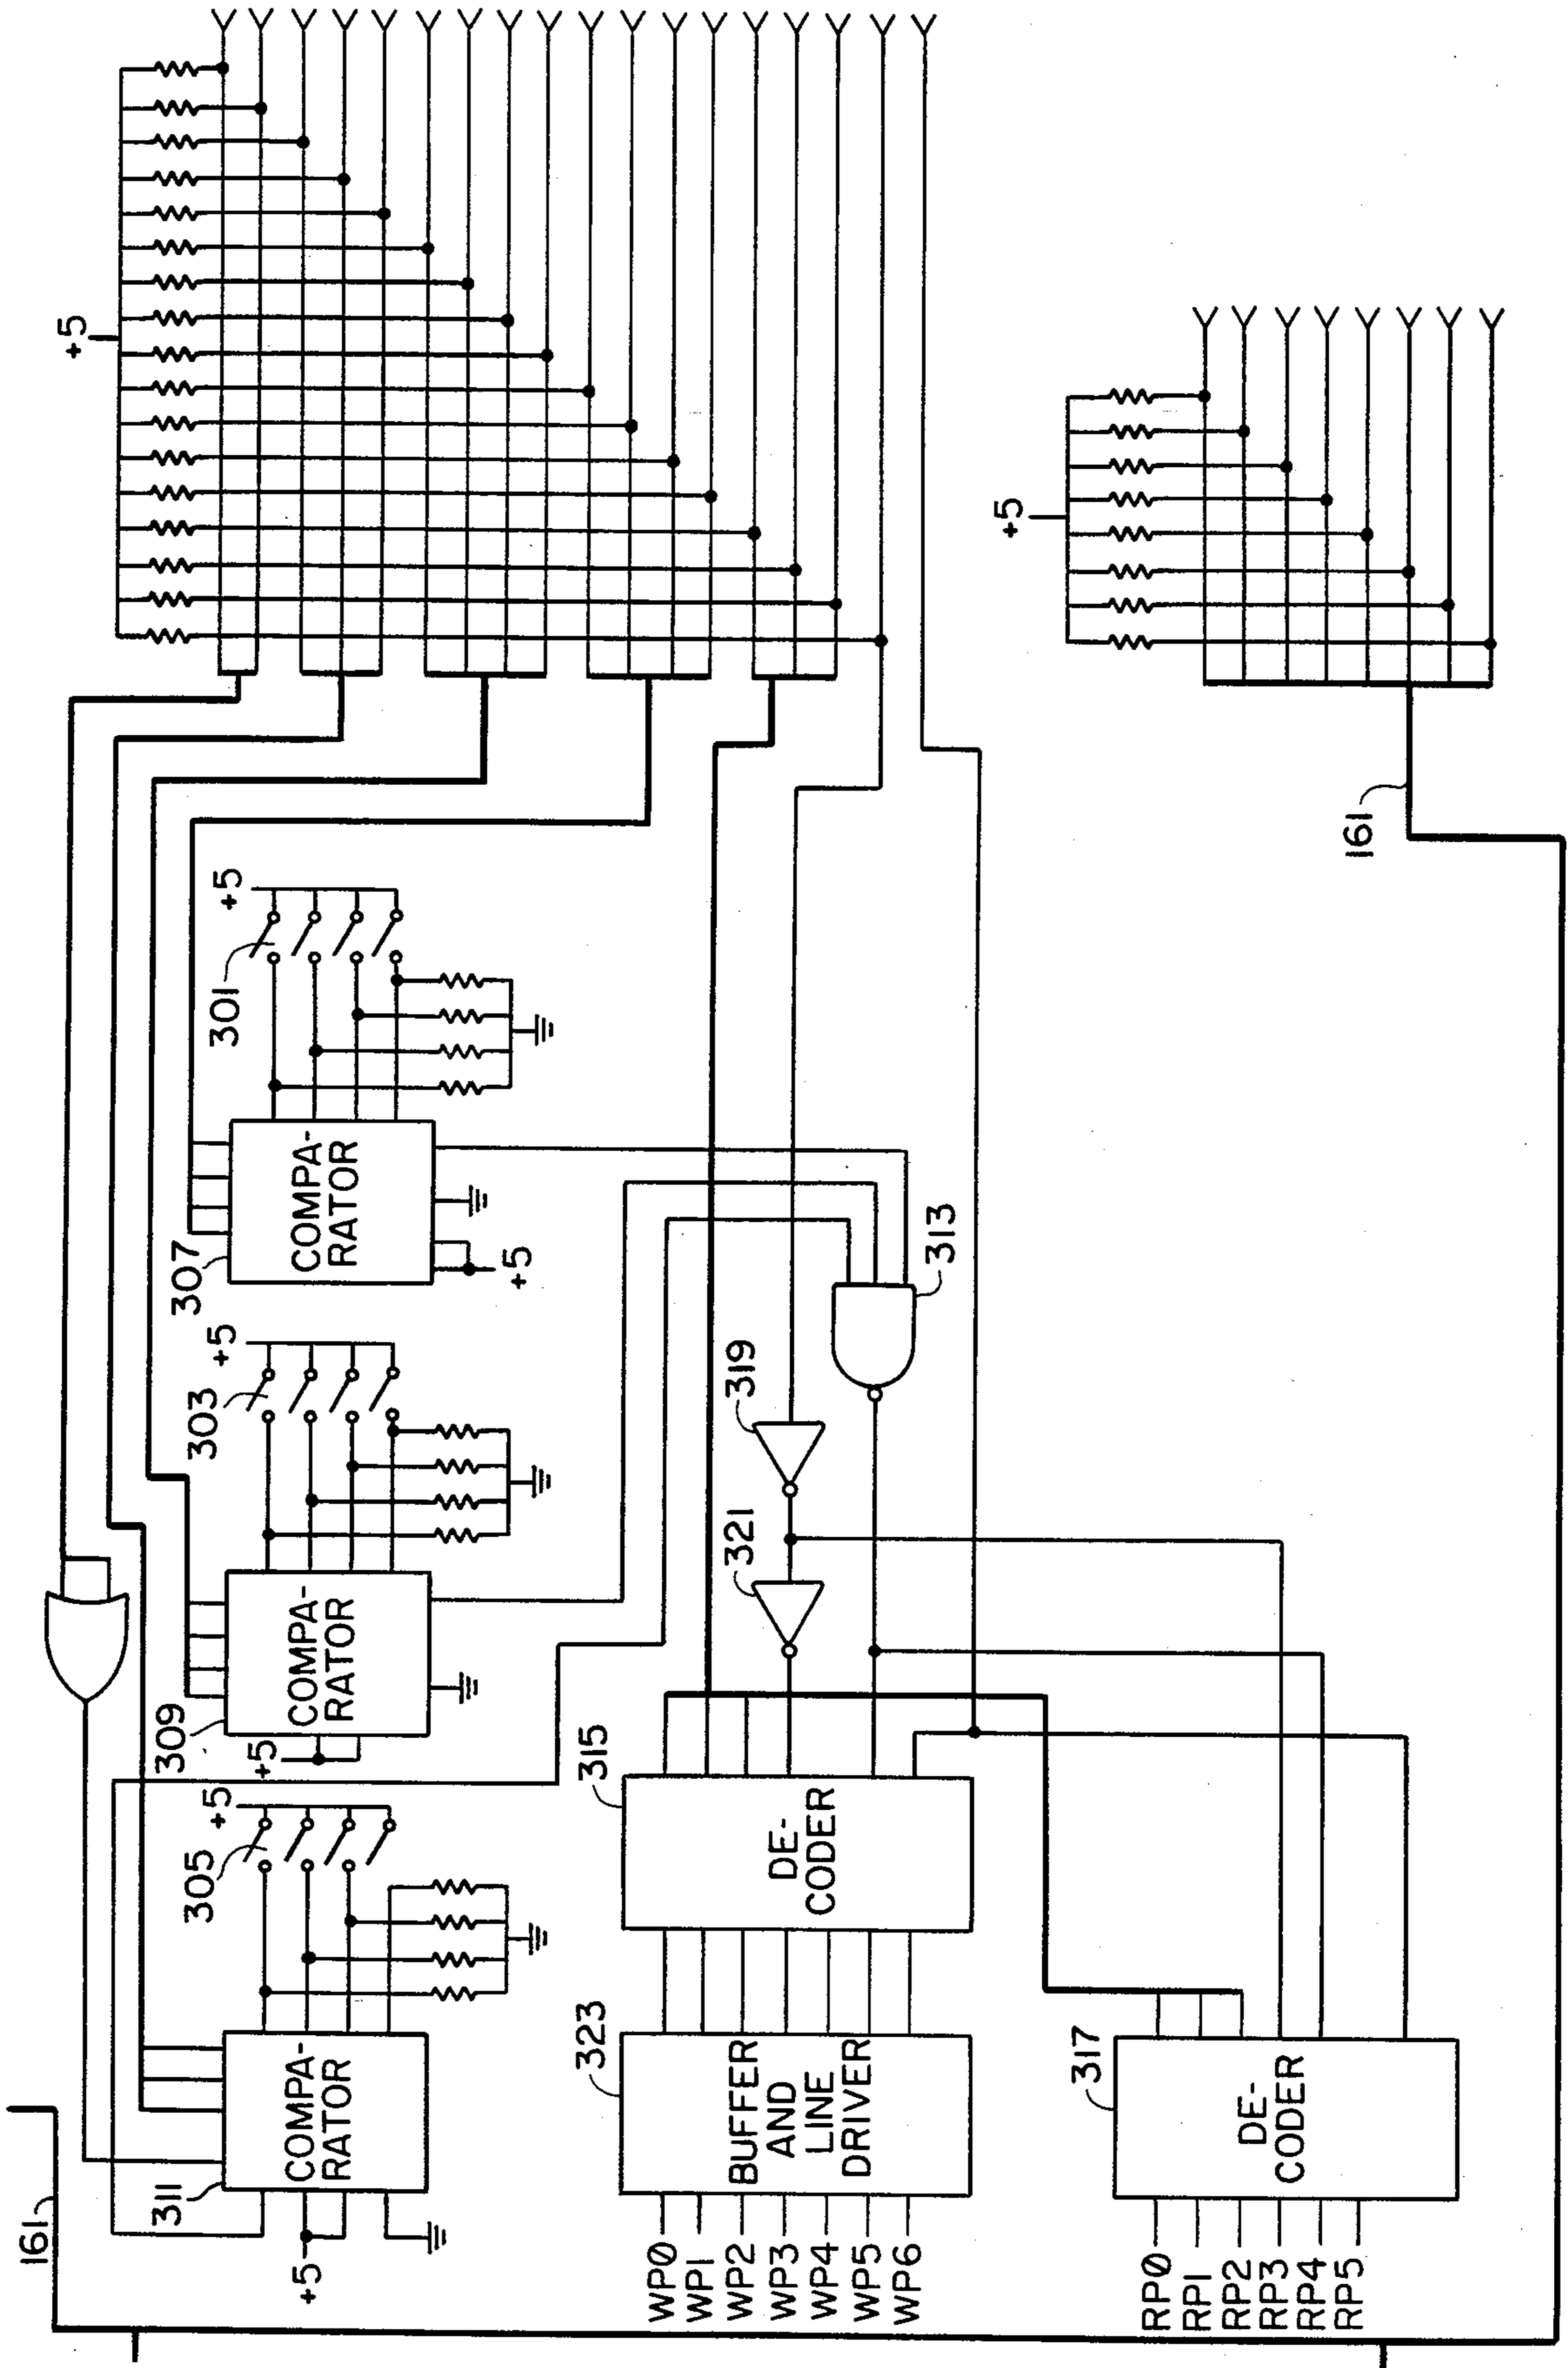 +5
+5
301
+5
COMPA-
RATOR
307
+5
303
+5
COMPA-
RATOR
309
+5
305
+5
COMPA-
RATOR
311
+5
161
313
319
321
315
DE-
CODER
323
BUFFER
AND
LINE
DRIVER
WP0
WP1
WP2
WP3
WP4
WP5
WP6
+5
161
317
DE-
CODER
RP0
RP1
RP2
RP3
RP4
RP5